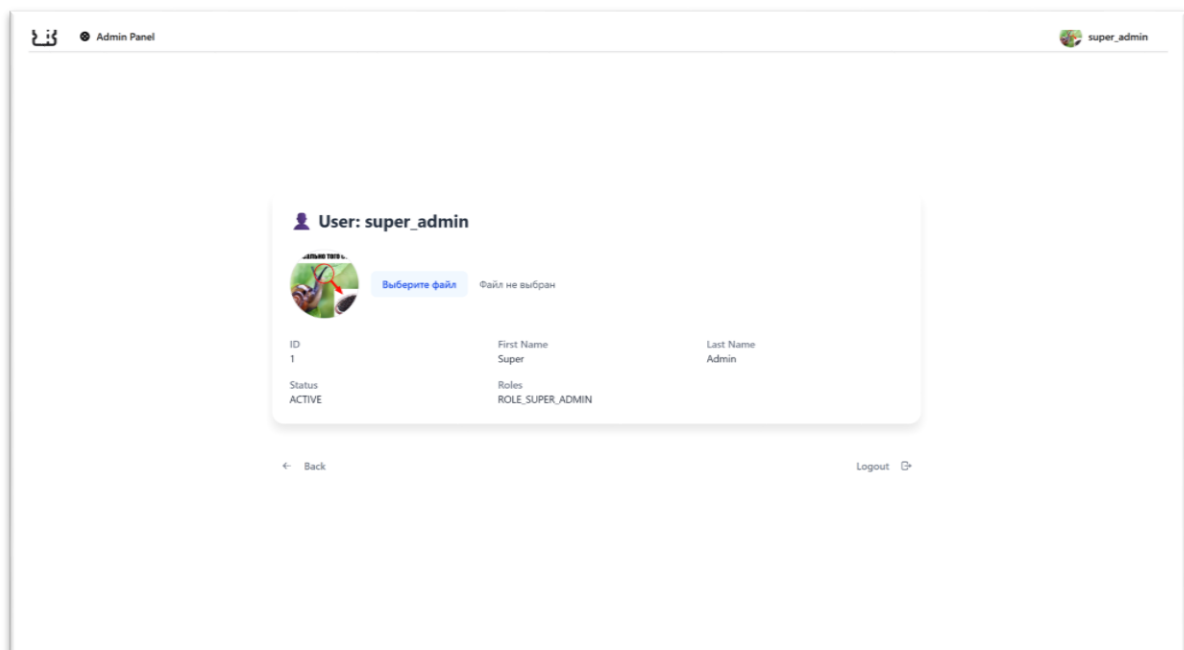 Admin Panel
super_admin
User: super_admin
Выберите файл Файл не выбран
ID First Name Last Name
1 Super Admin
Status Roles
ACTIVE ROLE_SUPER_ADMIN
Back Logout